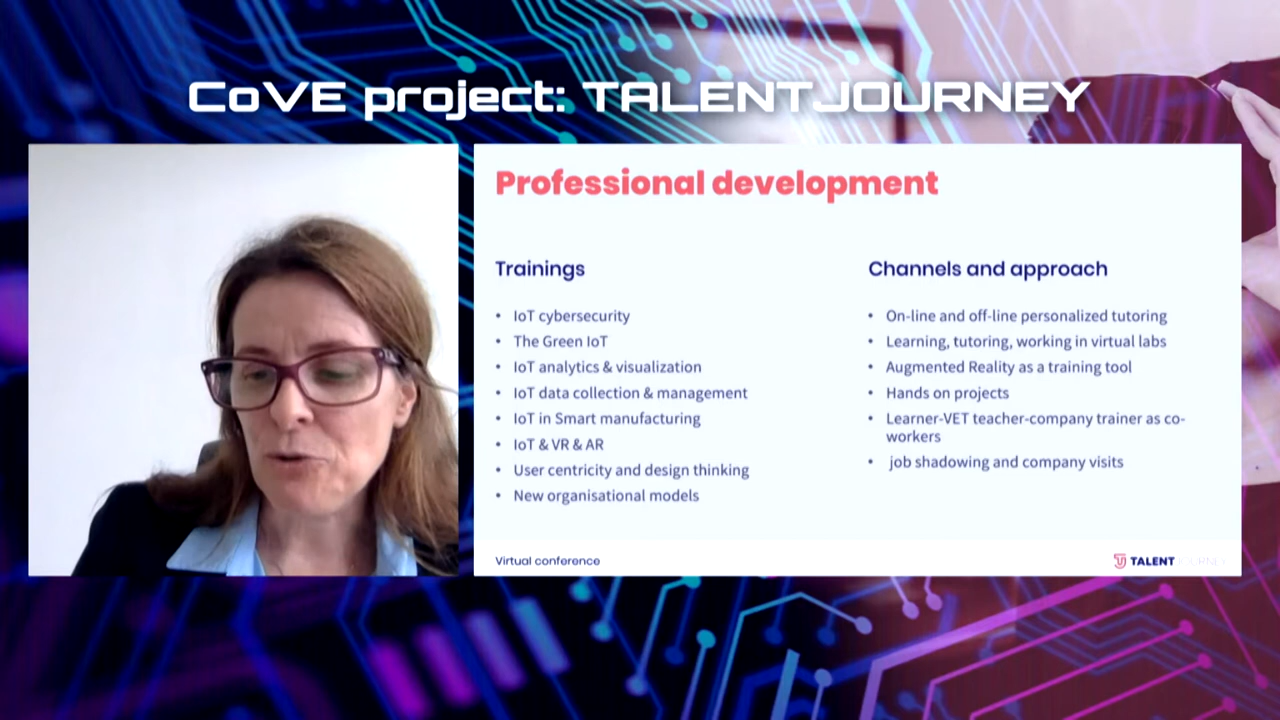 CoVE project: TALENTJOURNEY
Professional development
Trainings
• IoT cybersecurity
• The Green IoT
• IoT analytics & visualization
• IoT data collection & management
• IoT in Smart manufacturing
• IoT & VR & AR
• User centricity and design thinking
• New organisational models
Channels and approach
• On-line and off-line personalized tutoring
• Learning, tutoring, working in virtual labs
• Augmented Reality as a training tool
• Hands on projects
• Learner-VET teacher-company trainer as co-
workers
• job shadowing and company visits
Virtual conference
TALENTJOURNEY